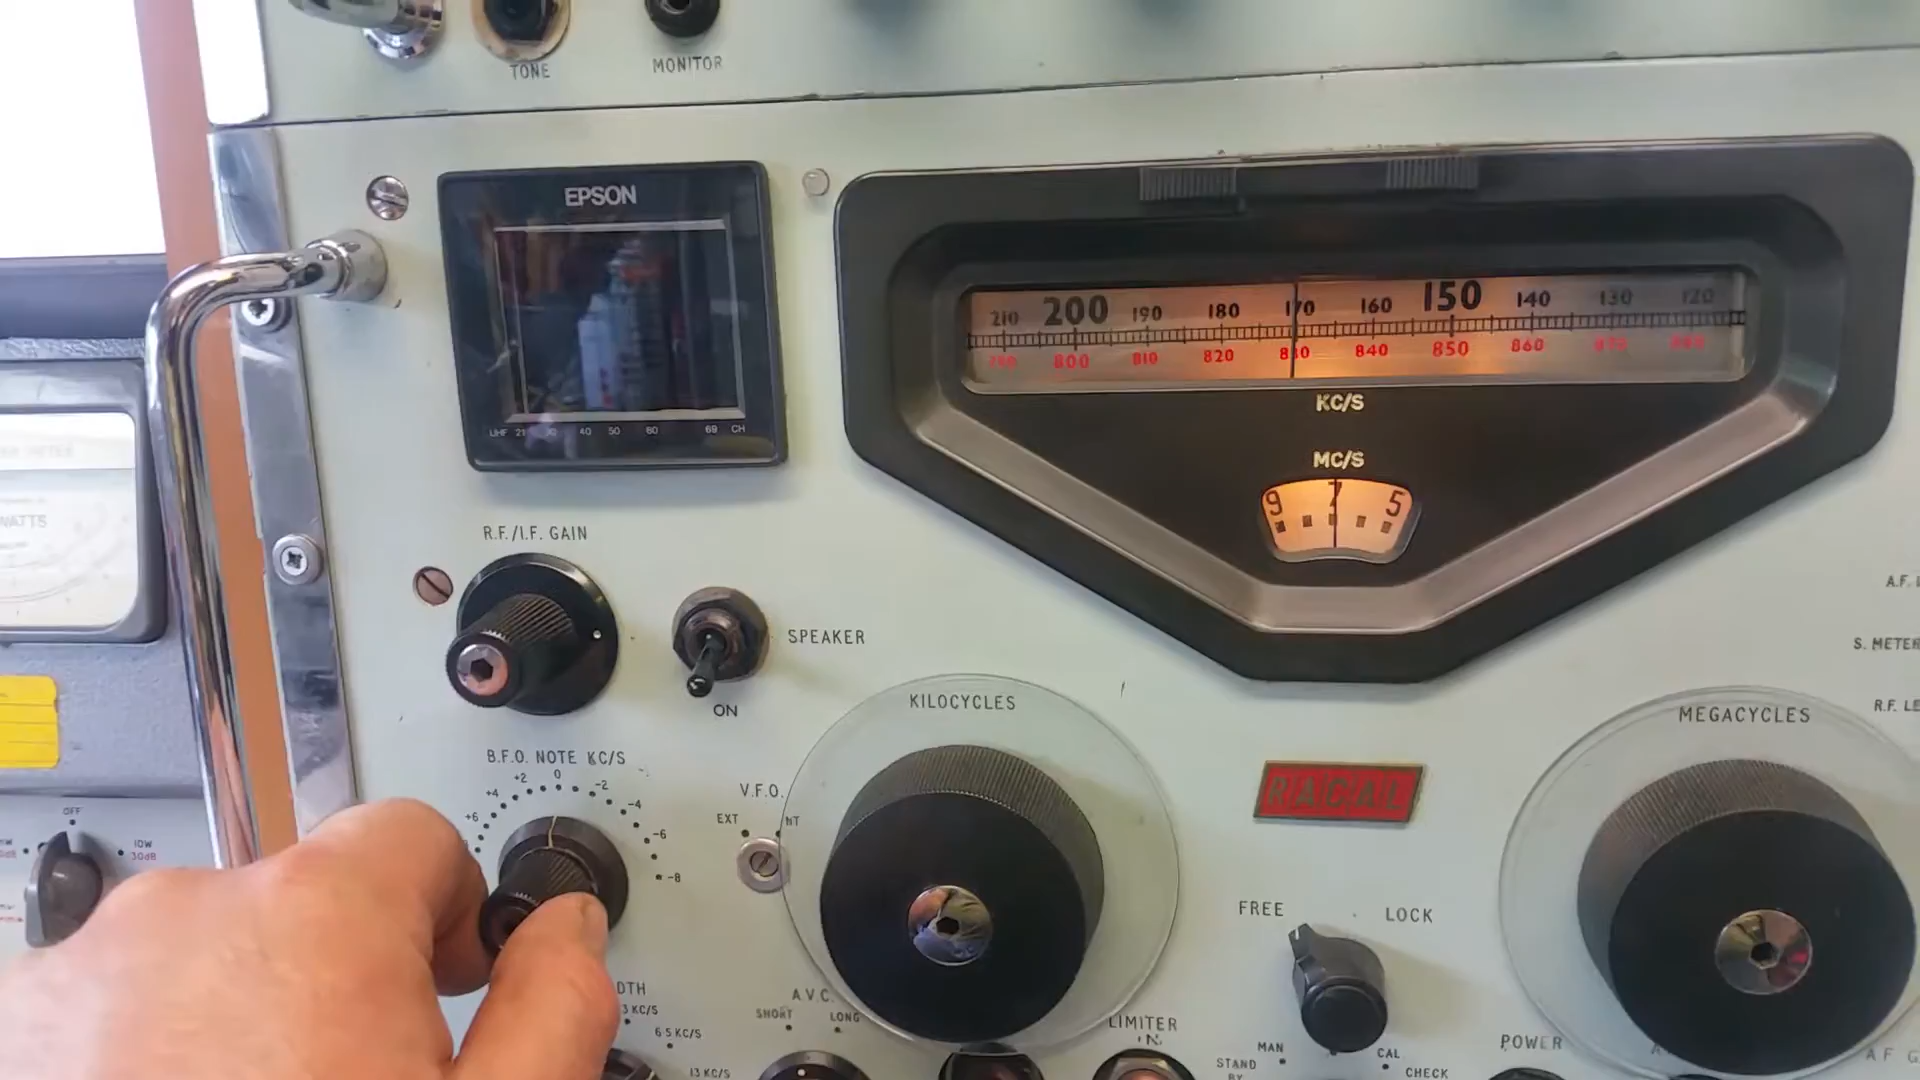 TONE
MONITOR
EPSON
UHF 21 30 40 50 60 69 CH
210 200 190 180 170 160 150 140 130 120
790 800 810 820 830 840 850 860 870 880
KC/S
MC/S
9 7 5
WATTS
R.F./I.F. GAIN
SPEAKER
ON
A.F.
S. METER
R.F. LE
KILOCYCLES
MEGACYCLES
B.F.O. NOTE KC/S
+6 +4 +2 0 -2 -4 -6 -8
V.F.O.
EXT
RACAL
OFF
10W
30dB
FREE
LOCK
DTH
3 KC/S
6·5 KC/S
13 KC/S
A.V.C.
SHORT
LONG
LIMITER
IN
MAN
STAND
BY
CAL
CHECK
POWER
A F G